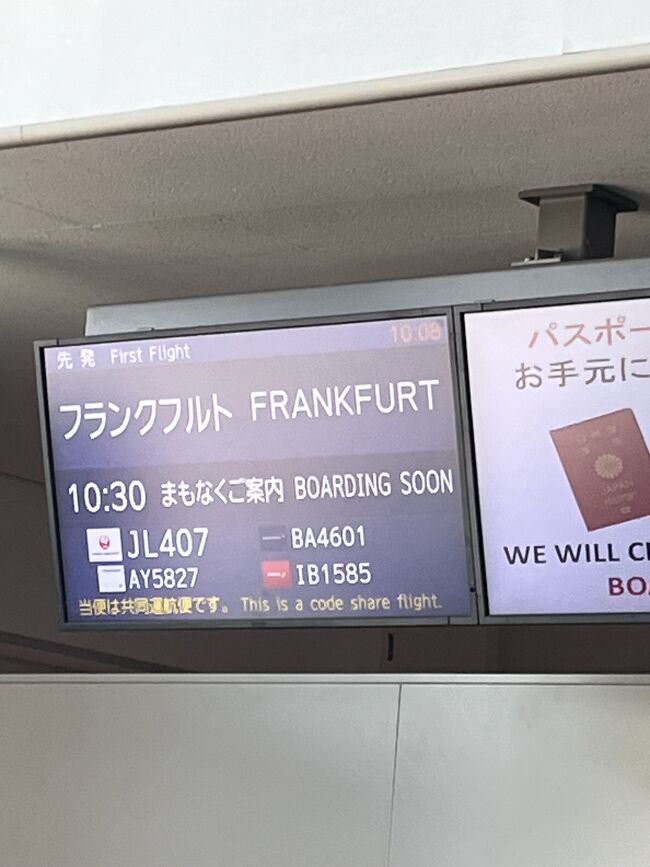 先発 First Flight 10:08
フランクフルト FRANKFURT
10:30 まもなくご案内 BOARDING SOON
JL407 BA4601
AY5827 IB1585
当便は共同運航便です。 This is a code share flight.
パスポー
お手元に
JAPAN
WE WILL
BO